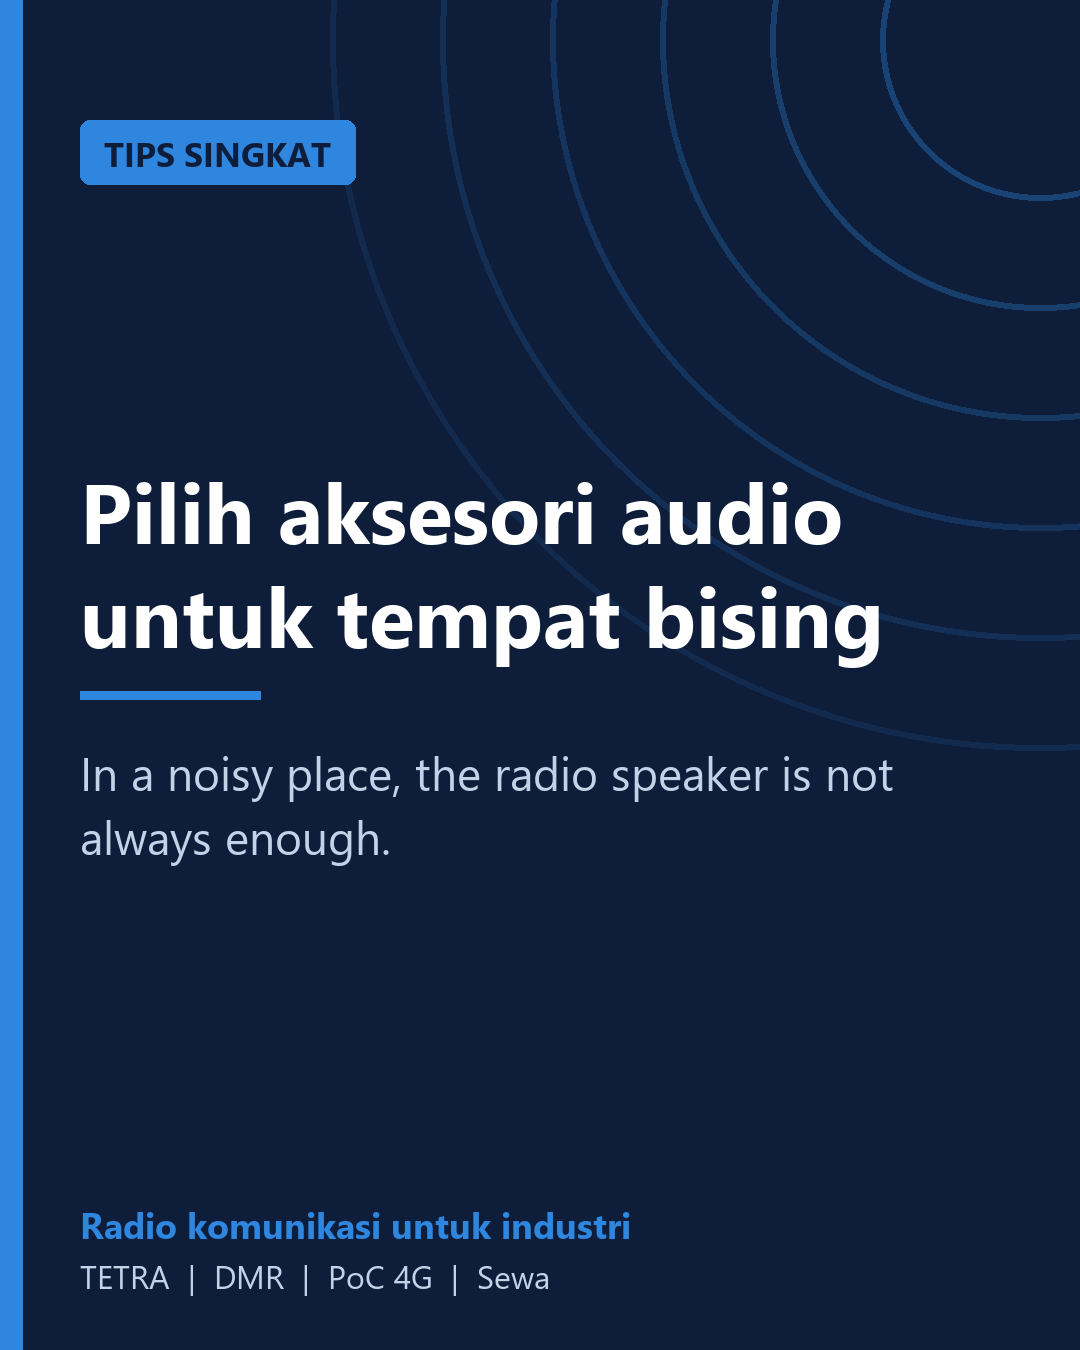 TIPS SINGKAT
Pilih aksesori audio
untuk tempat bising
In a noisy place, the radio speaker is not
always enough.
Radio komunikasi untuk industri
TETRA | DMR | PoC 4G | Sewa